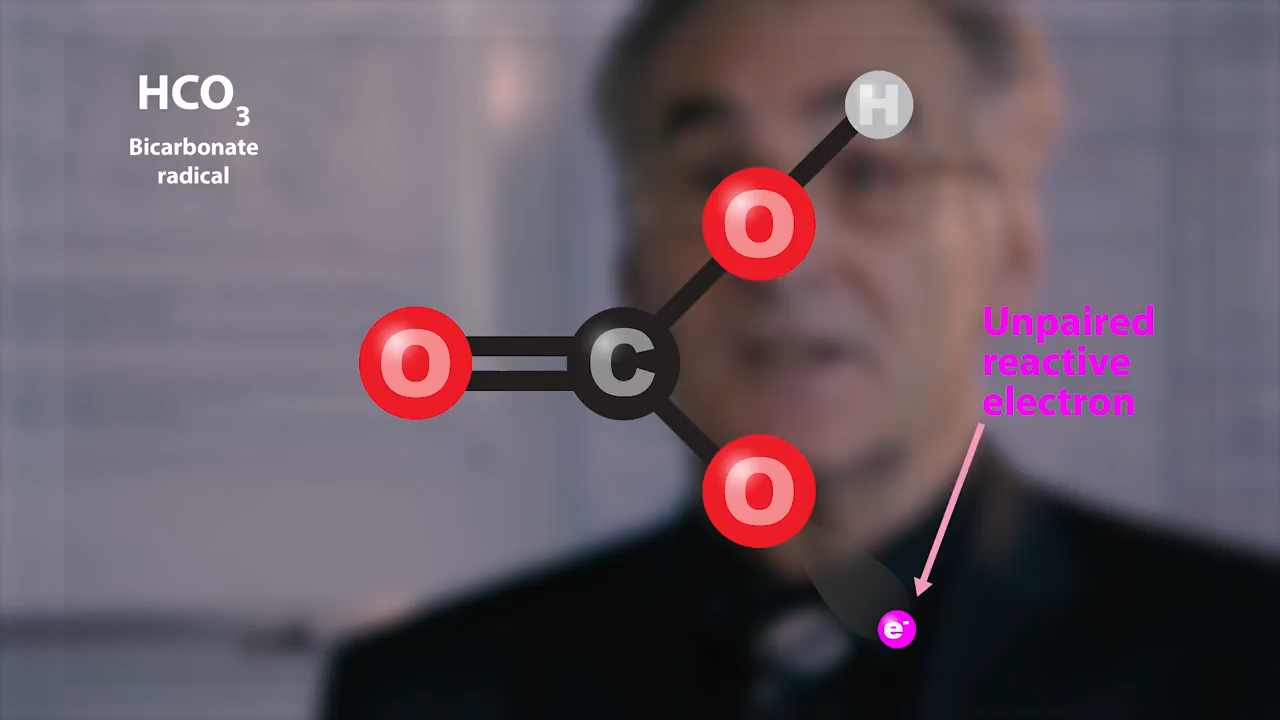 HCO3
Bicarbonate
radical
H
O
O
C
O
Unpaired
reactive
electron
e-